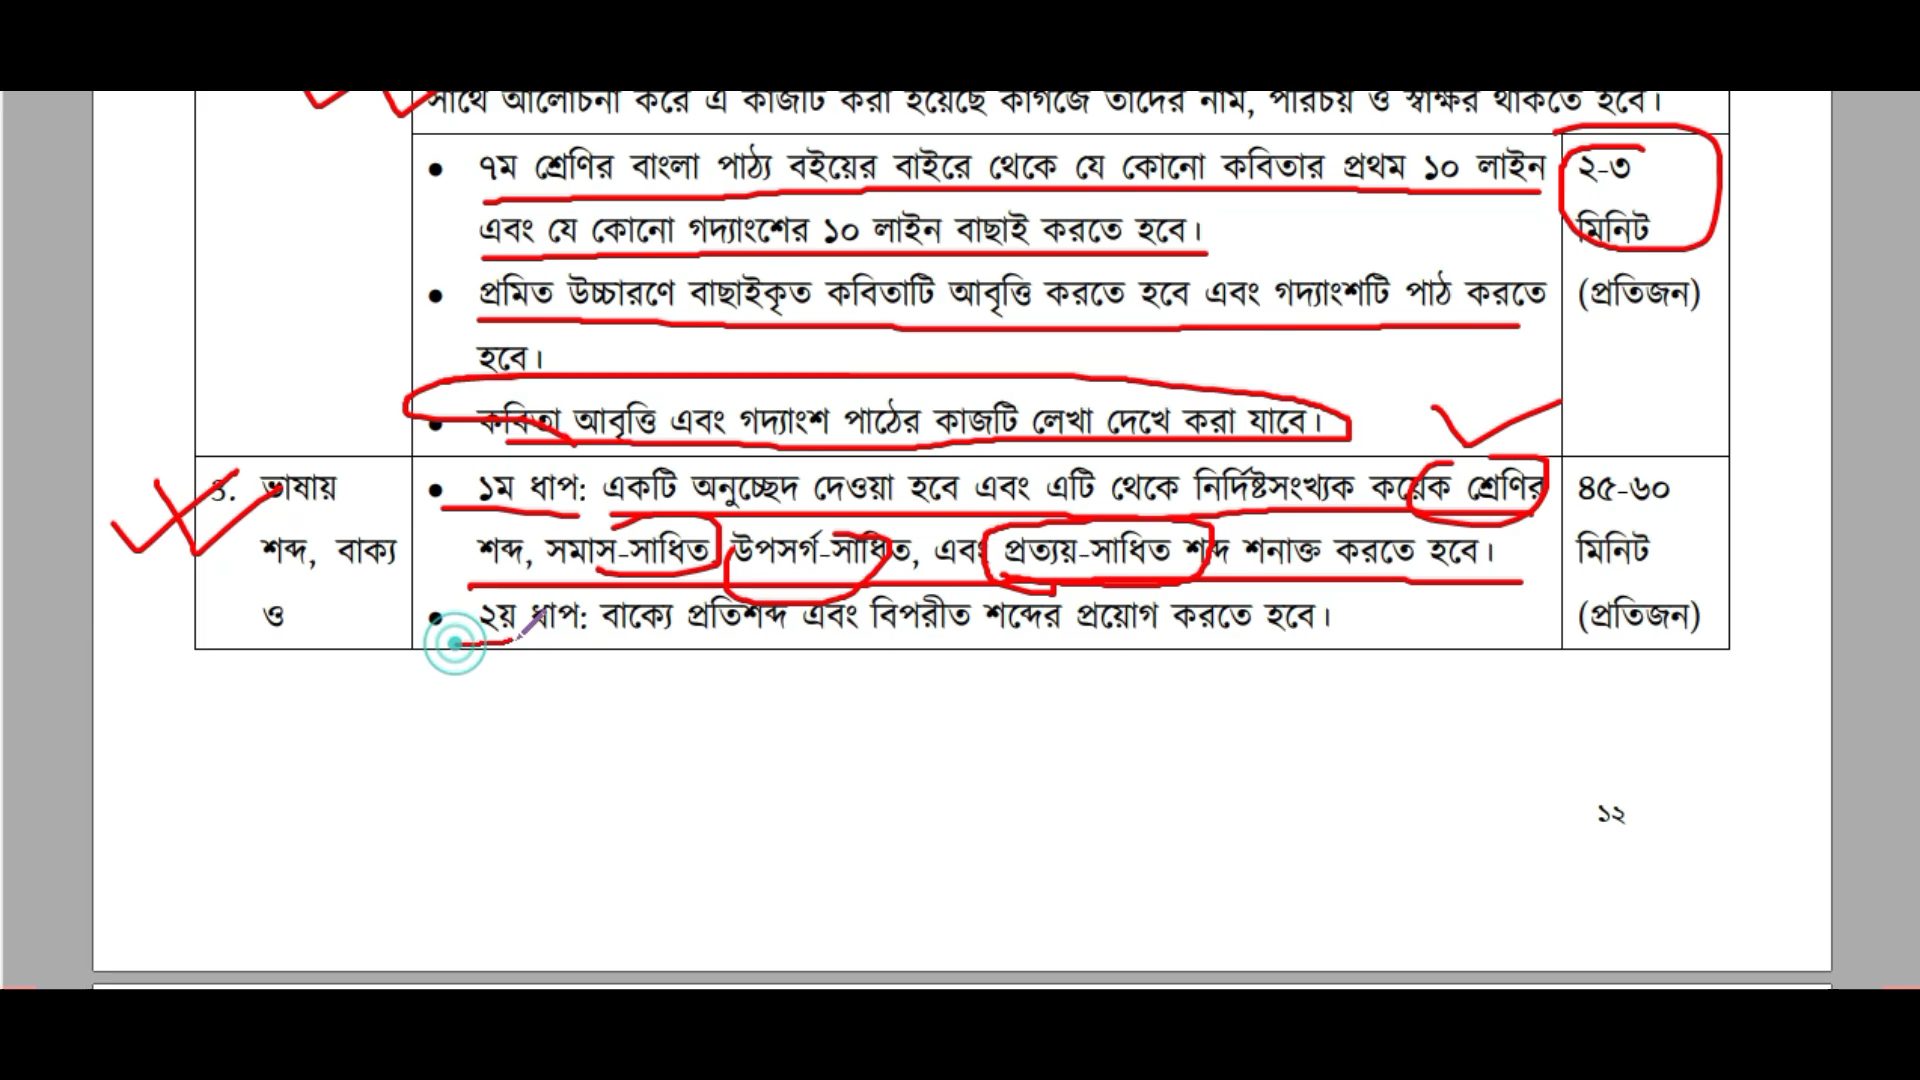 সাথে আলোচনা করে এ কাজটি করা হয়েছে কাগজে তাদের নাম, পরিচয় ও স্বাক্ষর থাকতে হবে।
• ৭ম শ্রেণির বাংলা পাঠ্য বইয়ের বাইরে থেকে যে কোনো কবিতার প্রথম ১০ লাইন
এবং যে কোনো গদ্যাংশের ১০ লাইন বাছাই করতে হবে।
• প্রমিত উচ্চারণে বাছাইকৃত কবিতাটি আবৃত্তি করতে হবে এবং গদ্যাংশটি পাঠ করতে
হবে।
• কবিতা আবৃত্তি এবং গদ্যাংশ পাঠের কাজটি লেখা দেখে করা যাবে।
২-৩
মিনিট
(প্রতিজন)
ভাষায়
শব্দ, বাক্য
ও
• ১ম ধাপ: একটি অনুচ্ছেদ দেওয়া হবে এবং এটি থেকে নির্দিষ্টসংখ্যক কয়েক শ্রেণির
শব্দ, সমাস-সাধিত, উপসর্গ-সাধিত, এবং প্রত্যয়-সাধিত শব্দ শনাক্ত করতে হবে।
• ২য় ধাপ: বাক্যে প্রতিশব্দ এবং বিপরীত শব্দের প্রয়োগ করতে হবে।
৪৫-৬০
মিনিট
(প্রতিজন)
১২